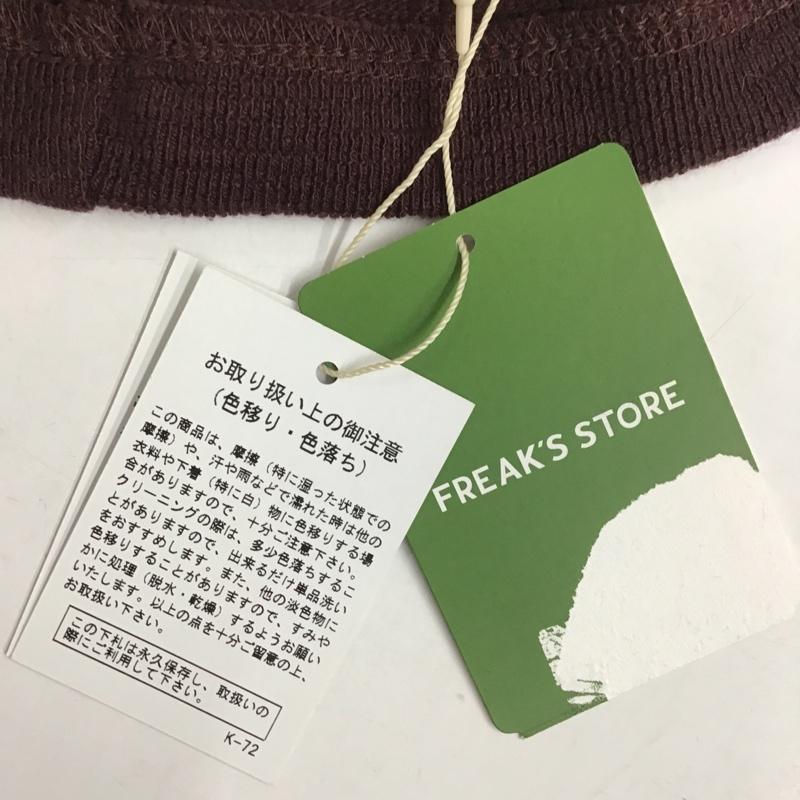 お取り扱い上の御注意
(色移り・色落ち)
この商品は、摩擦(特に湿った状態での
摩擦)や、汗や雨などで濡れた時は他の
衣料や下着(特に白)物に色移りする場
合がありますので、十分ご注意下さい。
クリーニングの際は、多少色落ちするこ
とがありますので、出来るだけ単品洗い
をおすすめします。また、他の淡色物に
色移りすることがありますので、すみや
かに処理(脱水・乾燥)するようお願い
いたします。以上の点を十分ご留意の上、
お取扱い下さい。
この下札は永久保存し、取扱いの
際にご利用して下さい。
K-72
FREAK'S STORE